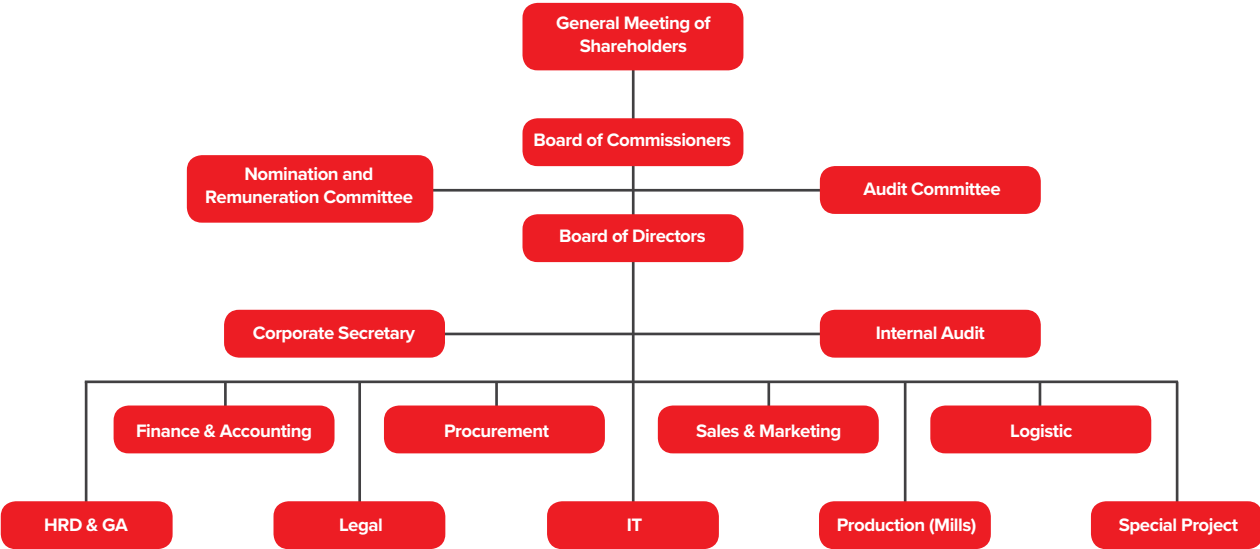 General Meeting of
Shareholders
Board of Commissioners
Nomination and
Remuneration Committee
Audit Committee
Board of Directors
Corporate Secretary
Internal Audit
Finance & Accounting
Procurement
Sales & Marketing
Logistic
HRD & GA
Legal
IT
Production (Mills)
Special Project